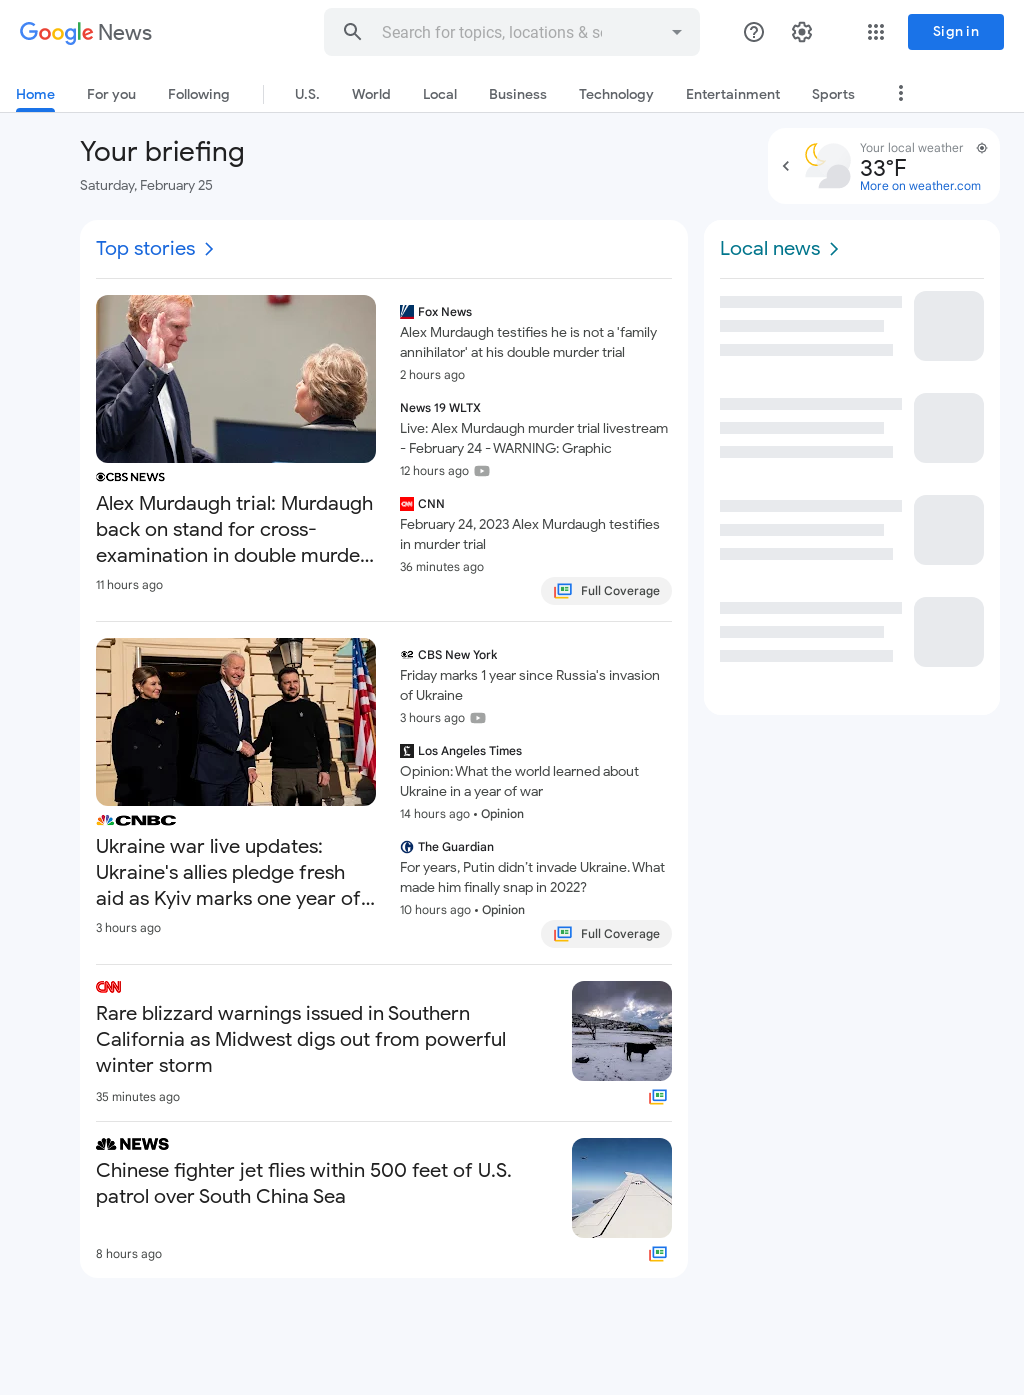 Google News
Search for topics, locations & s
Sign in
Home
For you
Following
U.S.
World
Local
Business
Technology
Entertainment
Sports
Your briefing
Saturday, February 25
Your local weather
33°F
More on weather.com
Top stories
CBS NEWS
Alex Murdaugh trial: Murdaugh
back on stand for cross-
examination in double murde...
11 hours ago
Fox News
Alex Murdaugh testifies he is not a 'family
annihilator' at his double murder trial
2 hours ago
News 19 WLTX
Live: Alex Murdaugh murder trial livestream
- February 24 - WARNING: Graphic
12 hours ago
CNN
CNN
February 24, 2023 Alex Murdaugh testifies
in murder trial
36 minutes ago
Full Coverage
CNBC
Ukraine war live updates:
Ukraine's allies pledge fresh
aid as Kyiv marks one year of...
3 hours ago
CBS New York
Friday marks 1 year since Russia's invasion
of Ukraine
3 hours ago
Los Angeles Times
Opinion: What the world learned about
Ukraine in a year of war
14 hours ago • Opinion
The Guardian
For years, Putin didn't invade Ukraine. What
made him finally snap in 2022?
10 hours ago • Opinion
Full Coverage
CNN
Rare blizzard warnings issued in Southern
California as Midwest digs out from powerful
winter storm
35 minutes ago
NEWS
Chinese fighter jet flies within 500 feet of U.S.
patrol over South China Sea
8 hours ago
Local news